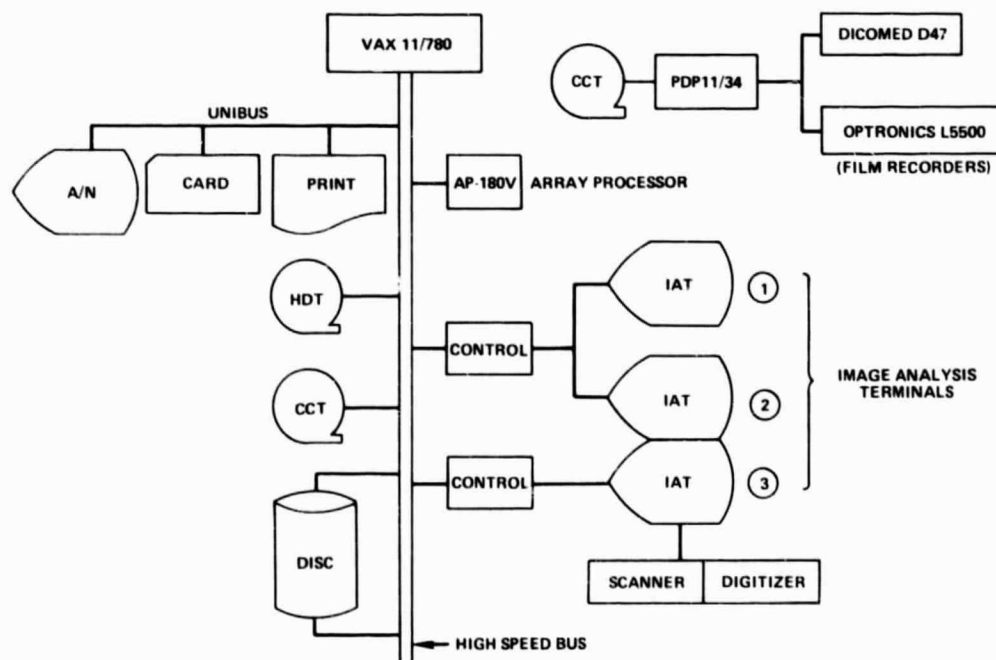 VAX 11/780
DICOMED D47
CCT
PDP11/34
OPTRONICS L5500
(FILM RECORDERS)
UNIBUS
A/N
CARD
PRINT
AP-180V
ARRAY PROCESSOR
HDT
IAT
1
CONTROL
IMAGE ANALYSIS
TERMINALS
CCT
IAT
2
CONTROL
IAT
3
DISC
SCANNER
DIGITIZER
HIGH SPEED BUS